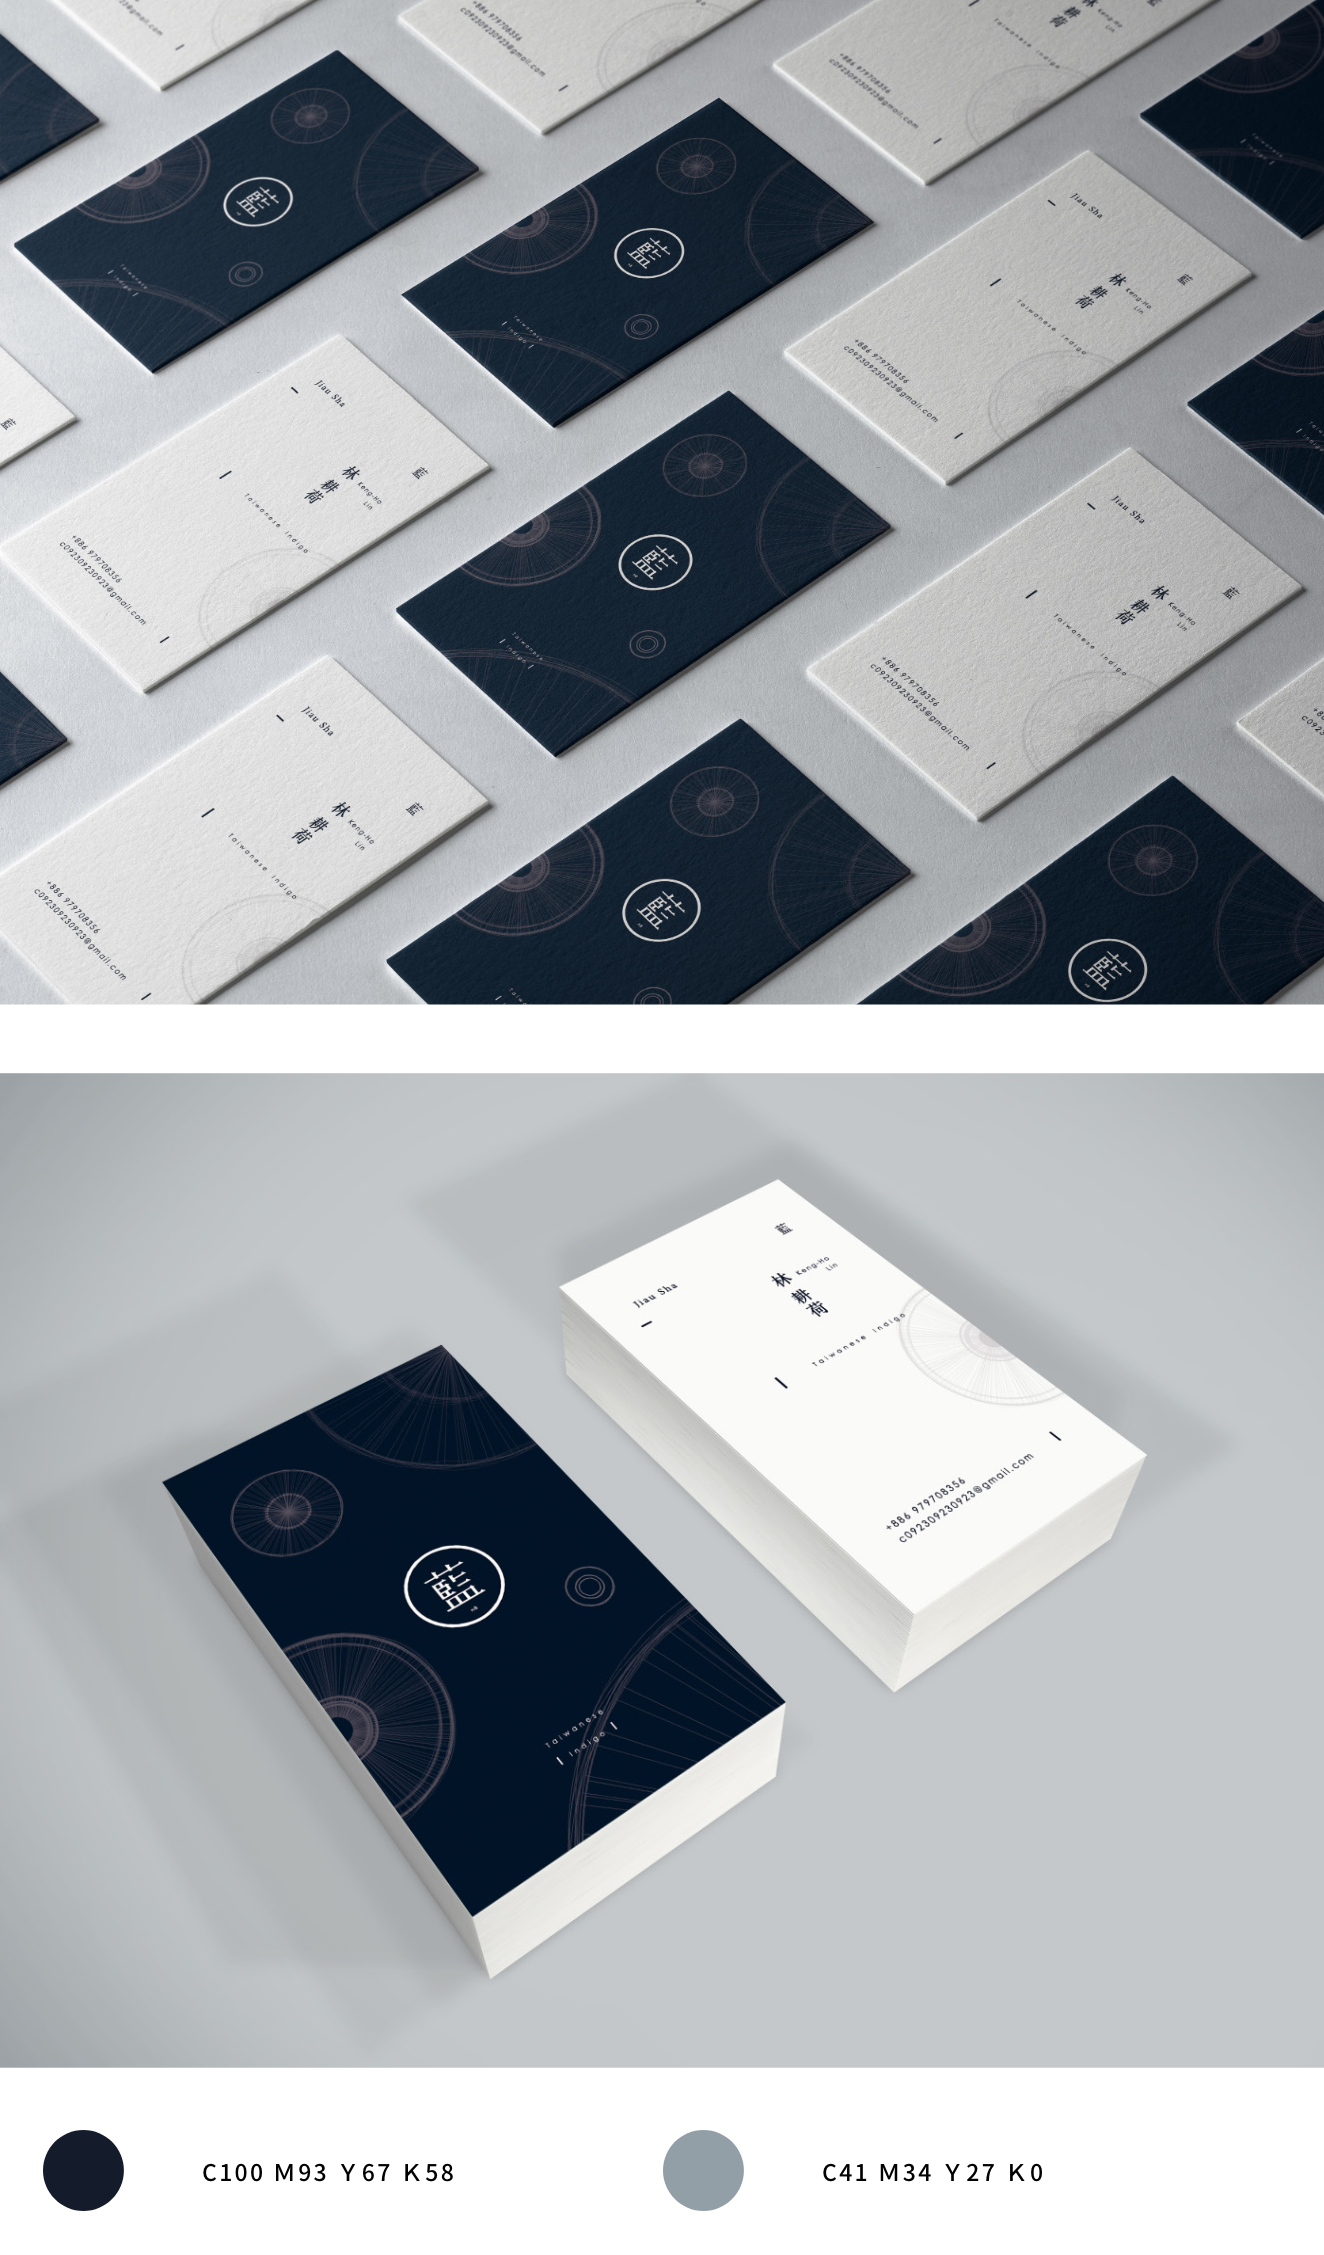 藍
Taiwanese
Indigo
Jiau Sha
藍
林耕荷
Keng-Ho
Lin
Taiwanese Indigo
+886 979708356
c092309230923@gmail.com
藍
林耕荷
Keng-Ho
Lin
Jiau Sha
Taiwanese Indigo
+886 979708356
c092309230923@gmail.com
藍
Taiwanese
Indigo
C100 M93 Y67 K58
C41 M34 Y27 K0